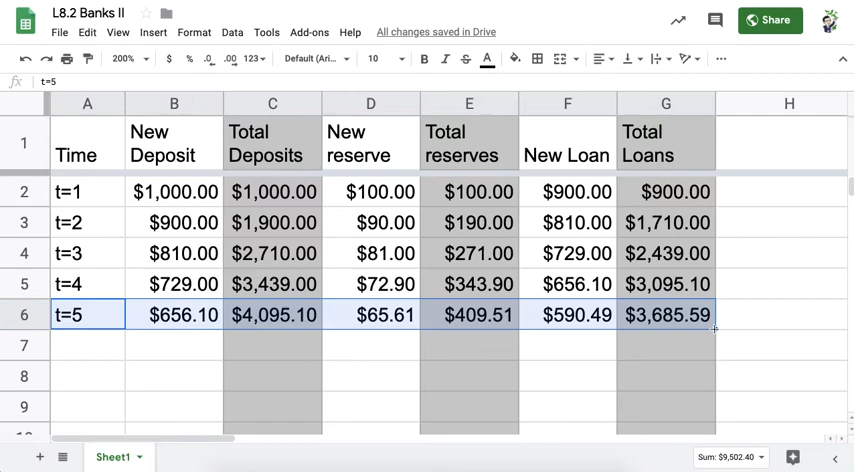 L8.2 Banks II
File Edit View Insert Format Data Tools Add-ons Help All changes saved in Drive
Share
200% $ % .0 .00 123 Default (Ari... 10 B I S A ...
fx t=5
A B C D E F G H
1 Time New Deposit Total Deposits New reserve Total reserves New Loan Total Loans
2 t=1 $1,000.00 $1,000.00 $100.00 $100.00 $900.00 $900.00
3 t=2 $900.00 $1,900.00 $90.00 $190.00 $810.00 $1,710.00
4 t=3 $810.00 $2,710.00 $81.00 $271.00 $729.00 $2,439.00
5 t=4 $729.00 $3,439.00 $72.90 $343.90 $656.10 $3,095.10
6 t=5 $656.10 $4,095.10 $65.61 $409.51 $590.49 $3,685.59
7
8
9
+ Sheet1 Sum: $9,502.40